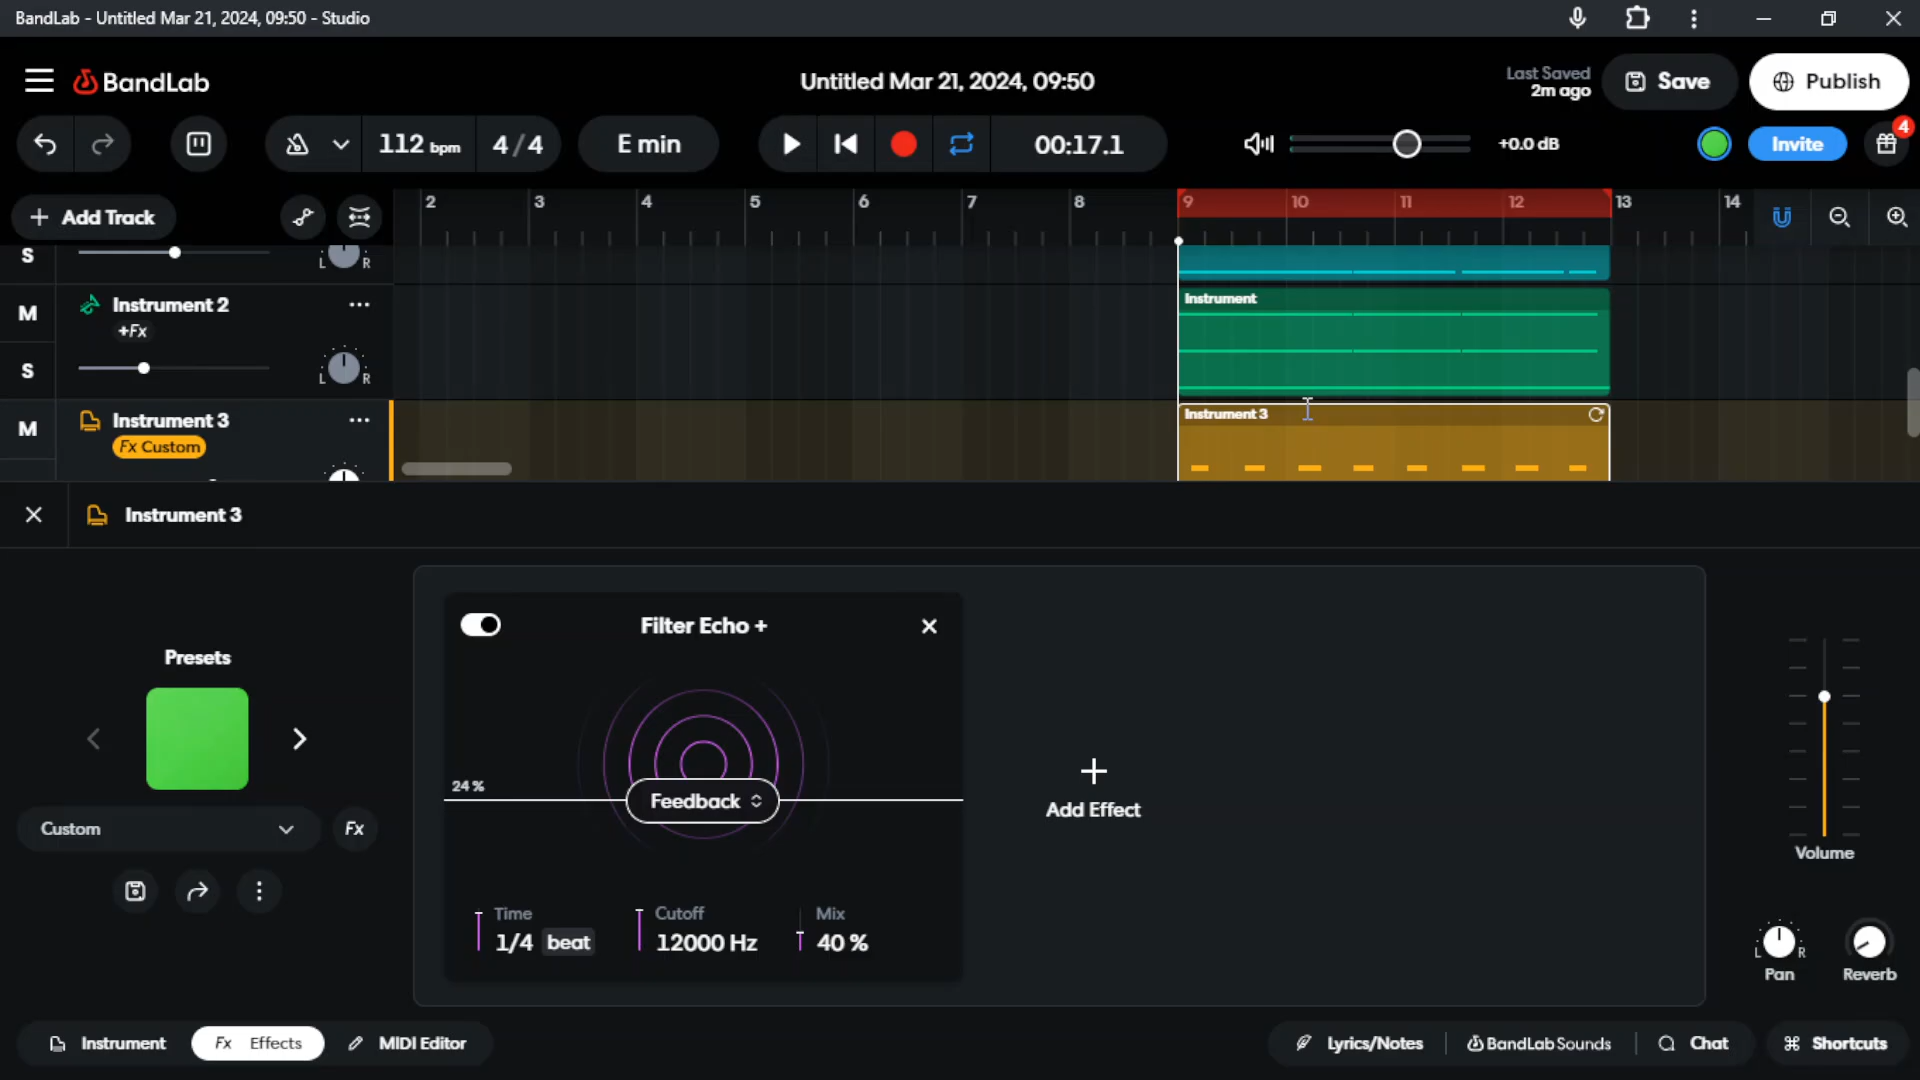 BandLab - Untitled Mar 21, 2024, 09:50 - Studio
BandLab
Untitled Mar 21, 2024, 09:50
Last Saved
2m ago
Save
Publish
112 bpm
4/4
E min
00:17.1
+0.0 dB
Invite
4
Add Track
2 3 4 5 6 7 8 9 10 11 12 13 14
S
L R
M
Instrument 2
+Fx
Instrument
S
L R
M
Instrument 3
Fx Custom
Instrument 3
Instrument 3
Filter Echo +
Presets
24 %
Feedback
Add Effect
Custom
Fx
Volume
Time
1/4 beat
Cutoff
12000 Hz
Mix
40 %
L R
Pan
Reverb
Instrument
Fx Effects
MIDI Editor
Lyrics/Notes
BandLab Sounds
Chat
Shortcuts